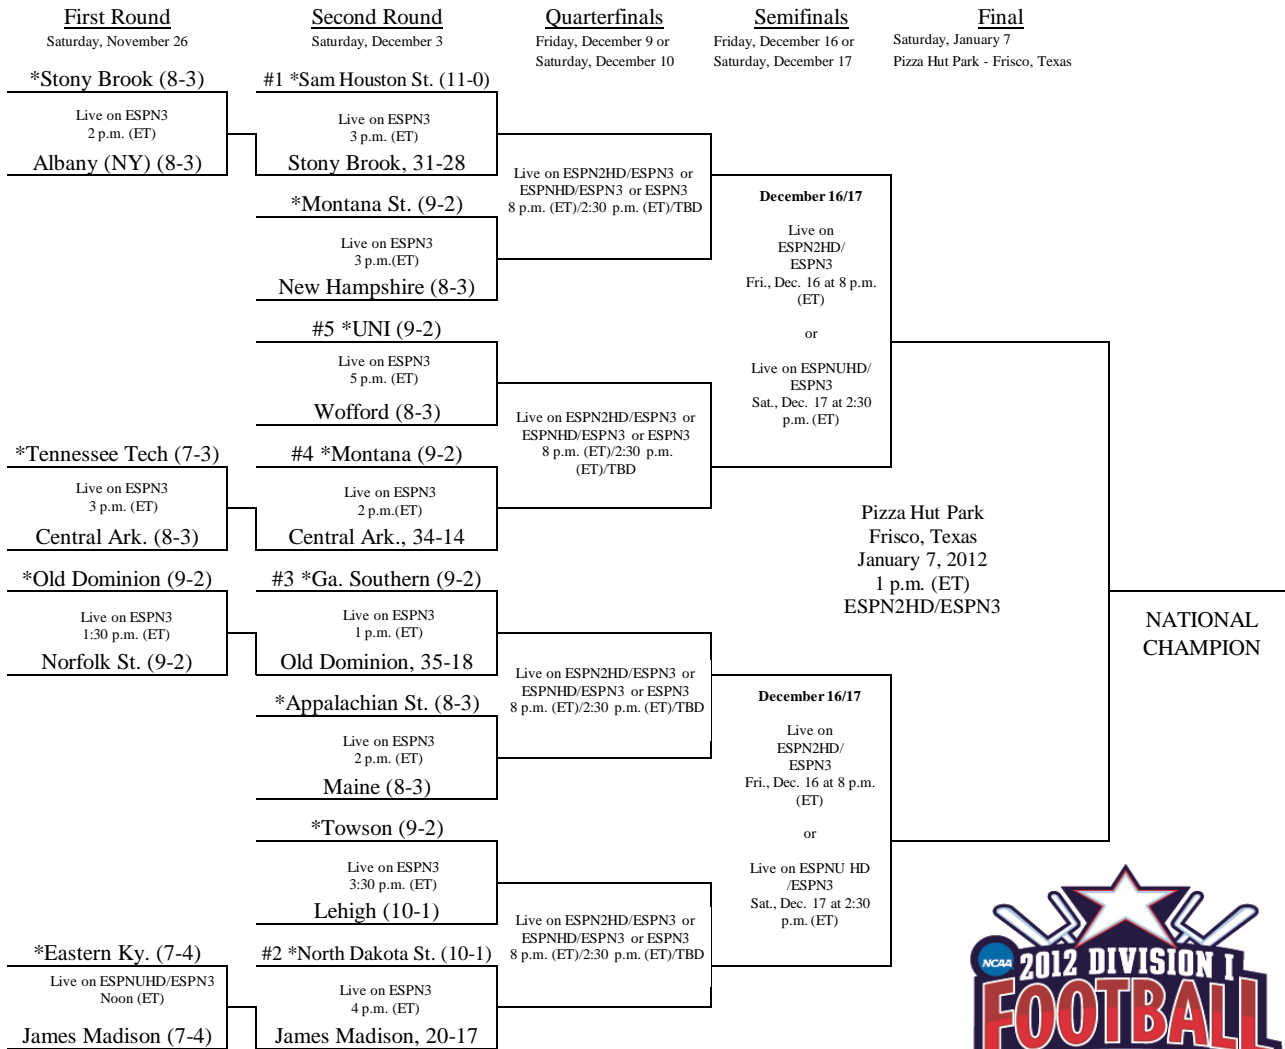 First Round
Saturday, November 26
*Stony Brook (8-3)
Live on ESPN3
2 p.m. (ET)
Albany (NY) (8-3)
*Tennessee Tech (7-3)
Live on ESPN3
3 p.m. (ET)
Central Ark. (8-3)
*Old Dominion (9-2)
Live on ESPN3
1:30 p.m. (ET)
Norfolk St. (9-2)
*Eastern Ky. (7-4)
Live on ESPNUHD/ESPN3
Noon (ET)
James Madison (7-4)
Second Round
Saturday, December 3
#1 *Sam Houston St. (11-0)
Live on ESPN3
3 p.m. (ET)
Stony Brook, 31-28
*Montana St. (9-2)
Live on ESPN3
3 p.m.(ET)
New Hampshire (8-3)
#5 *UNI (9-2)
Live on ESPN3
5 p.m. (ET)
Wofford (8-3)
#4 *Montana (9-2)
Live on ESPN3
2 p.m.(ET)
Central Ark., 34-14
#3 *Ga. Southern (9-2)
Live on ESPN3
1 p.m. (ET)
Old Dominion, 35-18
*Appalachian St. (8-3)
Live on ESPN3
2 p.m. (ET)
Maine (8-3)
*Towson (9-2)
Live on ESPN3
3:30 p.m. (ET)
Lehigh (10-1)
#2 *North Dakota St. (10-1)
Live on ESPN3
4 p.m. (ET)
James Madison, 20-17
Quarterfinals
Friday, December 9 or
Saturday, December 10
Live on ESPN2HD/ESPN3 or
ESPNHD/ESPN3 or ESPN3
8 p.m. (ET)/2:30 p.m. (ET)/TBD
Live on ESPN2HD/ESPN3 or
ESPNHD/ESPN3 or ESPN3
8 p.m. (ET)/2:30 p.m.
(ET)/TBD
Live on ESPN2HD/ESPN3 or
ESPNHD/ESPN3 or ESPN3
8 p.m. (ET)/2:30 p.m. (ET)/TBD
Live on ESPN2HD/ESPN3 or
ESPNHD/ESPN3 or ESPN3
8 p.m. (ET)/2:30 p.m. (ET)/TBD
Semifinals
Friday, December 16 or
Saturday, December 17
December 16/17
Live on
ESPN2HD/
ESPN3
Fri., Dec. 16 at 8 p.m.
(ET)
or
Live on ESPNUHD/
ESPN3
Sat., Dec. 17 at 2:30
p.m. (ET)
December 16/17
Live on
ESPN2HD/
ESPN3
Fri., Dec. 16 at 8 p.m.
(ET)
or
Live on ESPNU HD
/ESPN3
Sat., Dec. 17 at 2:30
p.m. (ET)
Final
Saturday, January 7
Pizza Hut Park - Frisco, Texas
Pizza Hut Park
Frisco, Texas
January 7, 2012
1 p.m. (ET)
ESPN2HD/ESPN3
NATIONAL
CHAMPION
NCAA
2012 DIVISION I
FOOTBALL